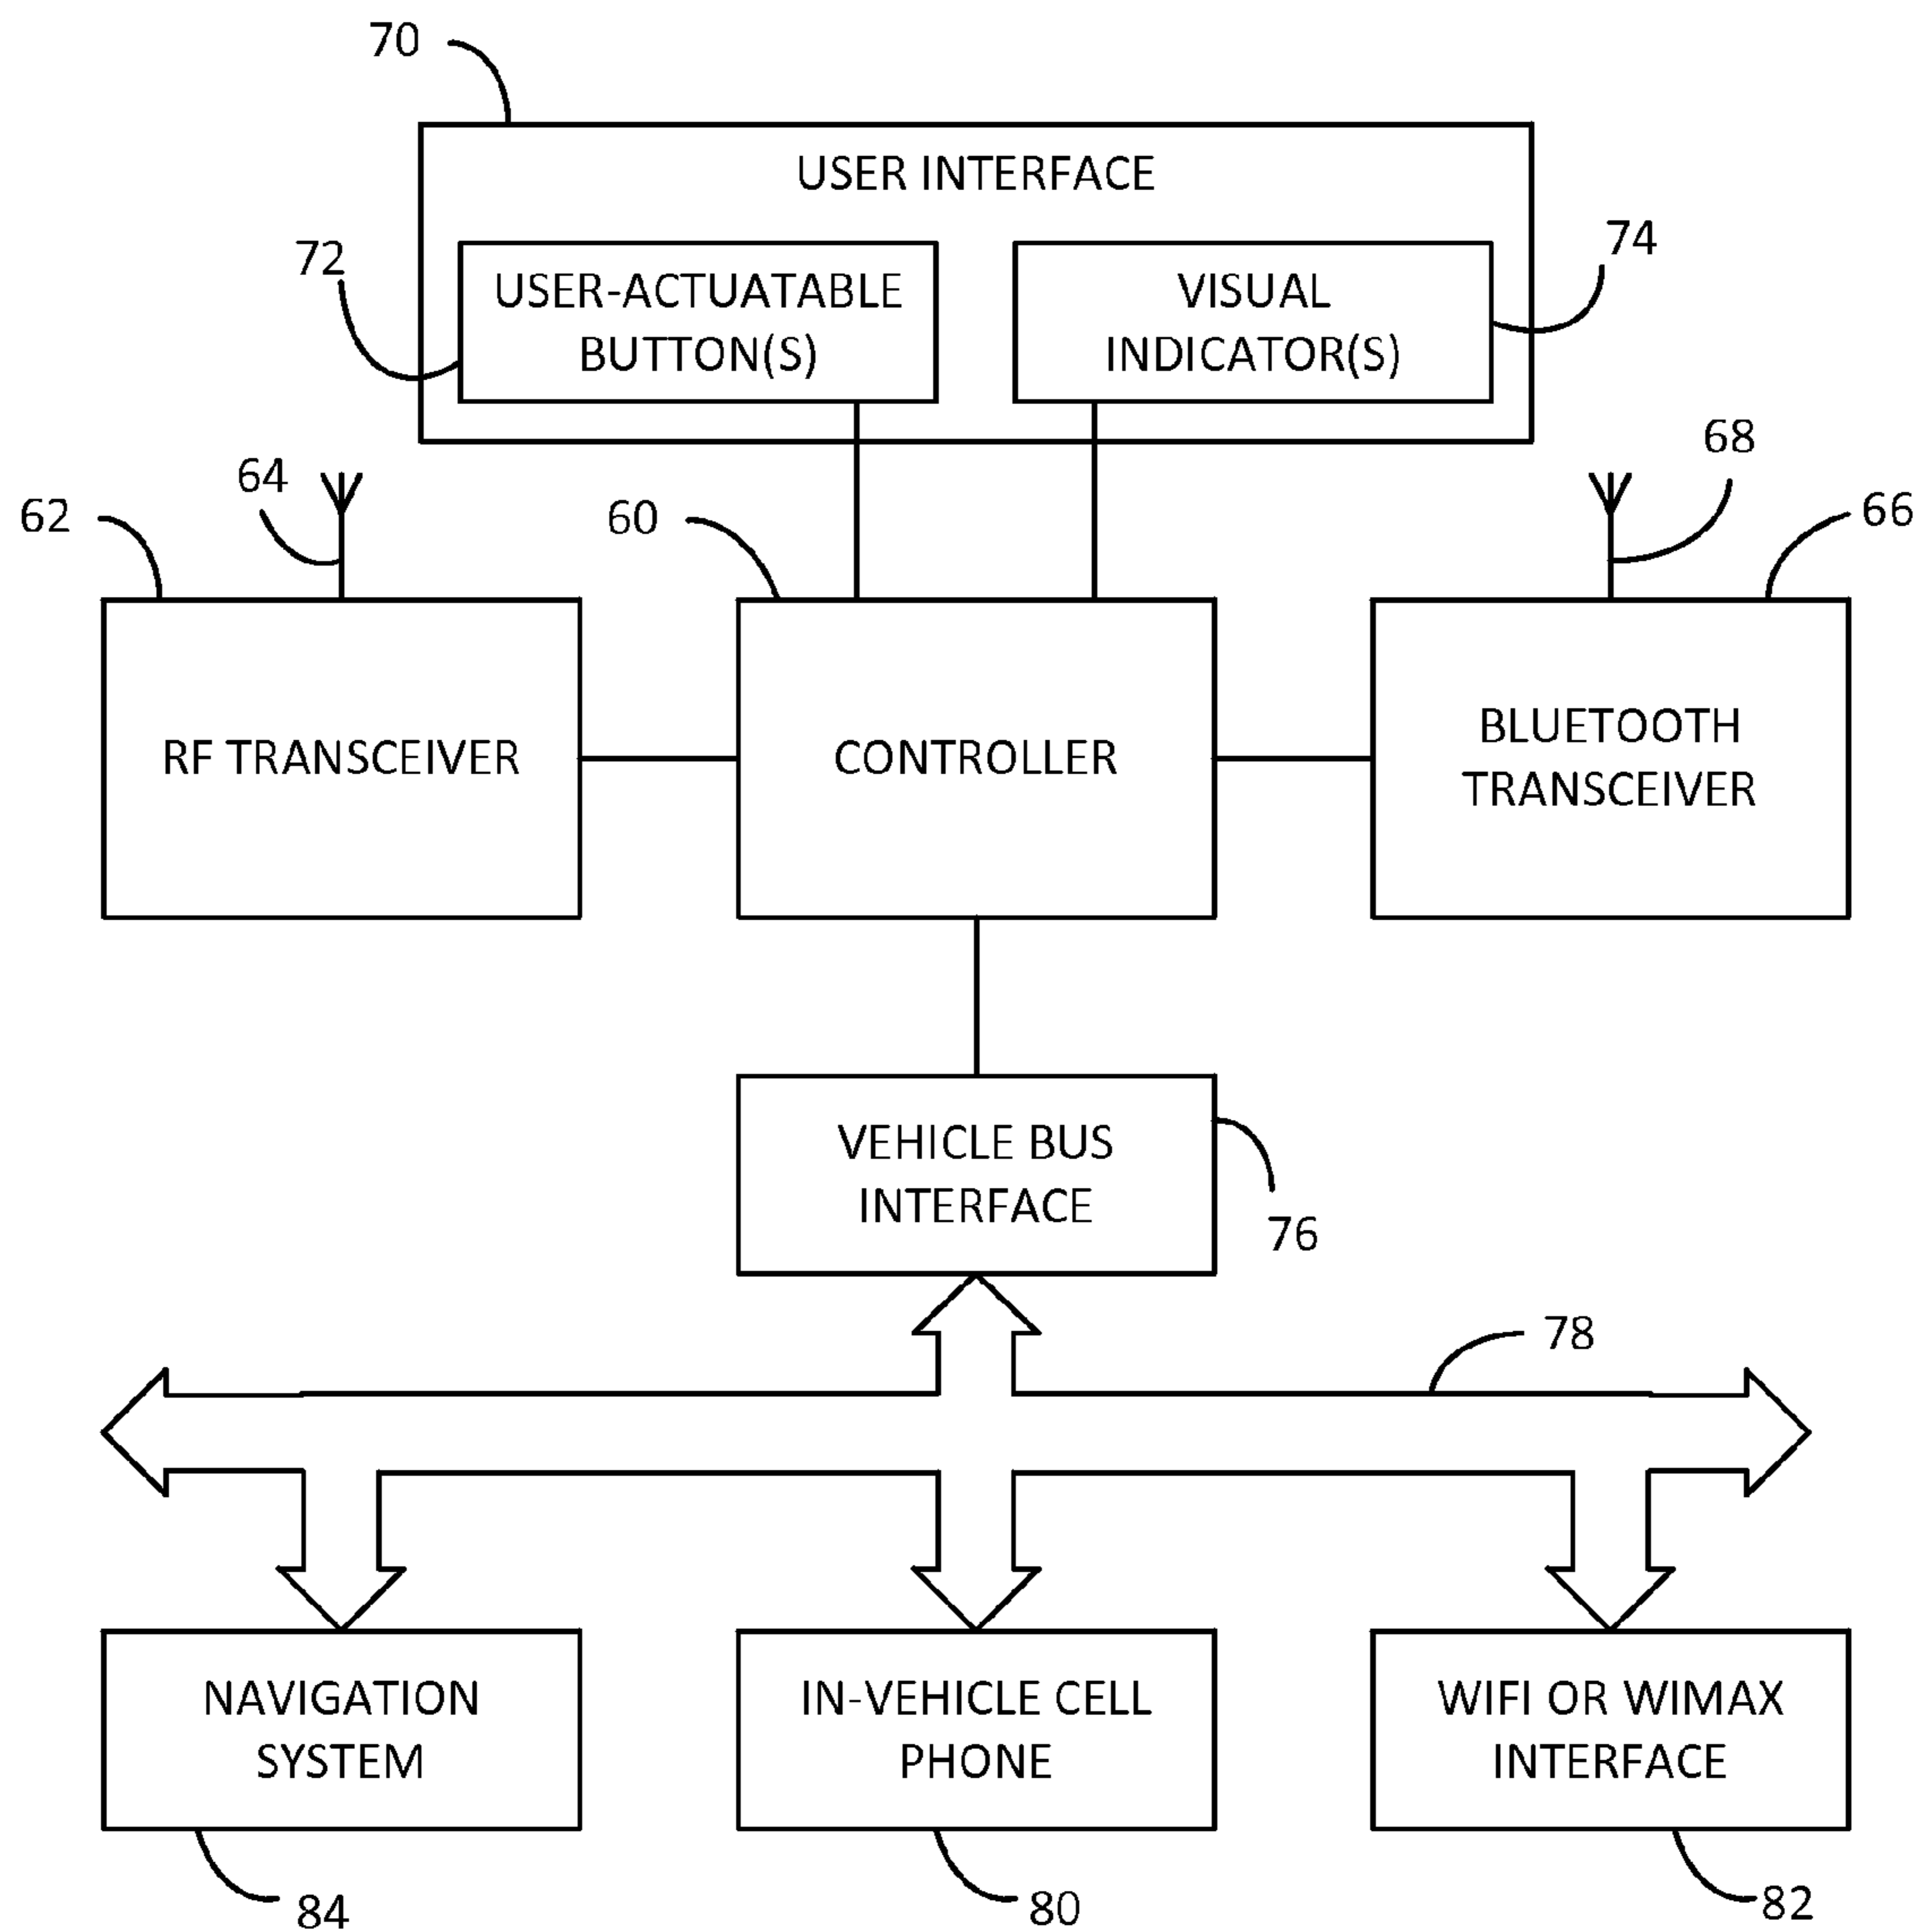 70
USER INTERFACE
72
74
USER-ACTUATABLE
BUTTON(S)
VISUAL
INDICATOR(S)
62
64
60
68
66
RF TRANSCEIVER
CONTROLLER
BLUETOOTH
TRANSCEIVER
VEHICLE BUS
INTERFACE
76
78
NAVIGATION
SYSTEM
IN-VEHICLE CELL
PHONE
WIFI OR WIMAX
INTERFACE
84
80
82